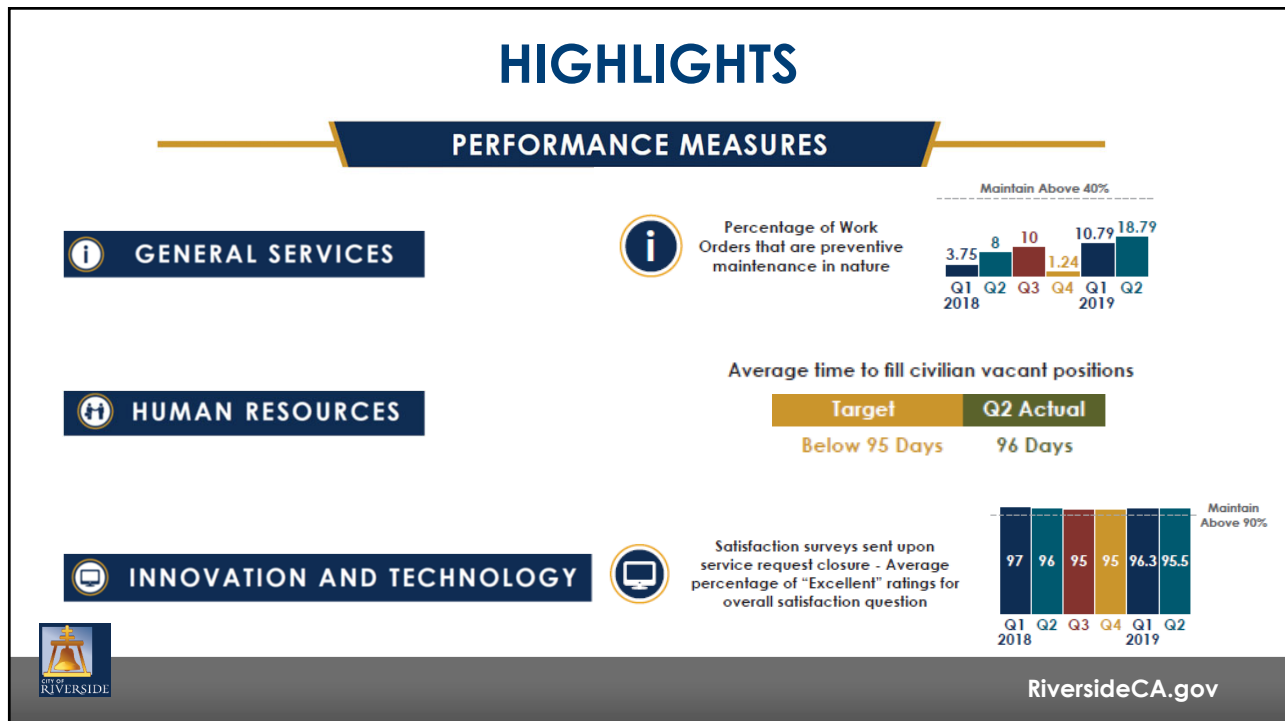 HIGHLIGHTS
PERFORMANCE MEASURES
GENERAL SERVICES
i
i
Percentage of Work
Orders that are preventive
maintenance in nature
Maintain Above 40%
3.75 8 10 1.24 10.79 18.79
Q1 Q2 Q3 Q4 Q1 Q2
2018 2019
HUMAN RESOURCES
Average time to fill civilian vacant positions
Target Q2 Actual
Below 95 Days 96 Days
INNOVATION AND TECHNOLOGY
Satisfaction surveys sent upon
service request closure - Average
percentage of “Excellent” ratings for
overall satisfaction question
Maintain
Above 90%
97 96 95 95 96.3 95.5
Q1 Q2 Q3 Q4 Q1 Q2
2018 2019
CITY OF
RIVERSIDE
RiversideCA.gov